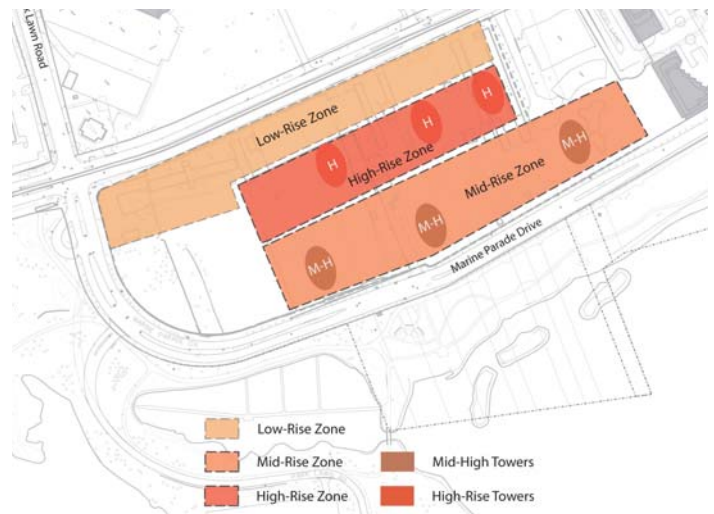 Lawn Road
Low-Rise Zone
H
H
H
High-Rise Zone
Mid-Rise Zone
M-H
M-H
M-H
Marine Parade Drive
Low-Rise Zone
Mid-Rise Zone
Mid-High Towers
High-Rise Zone
High-Rise Towers